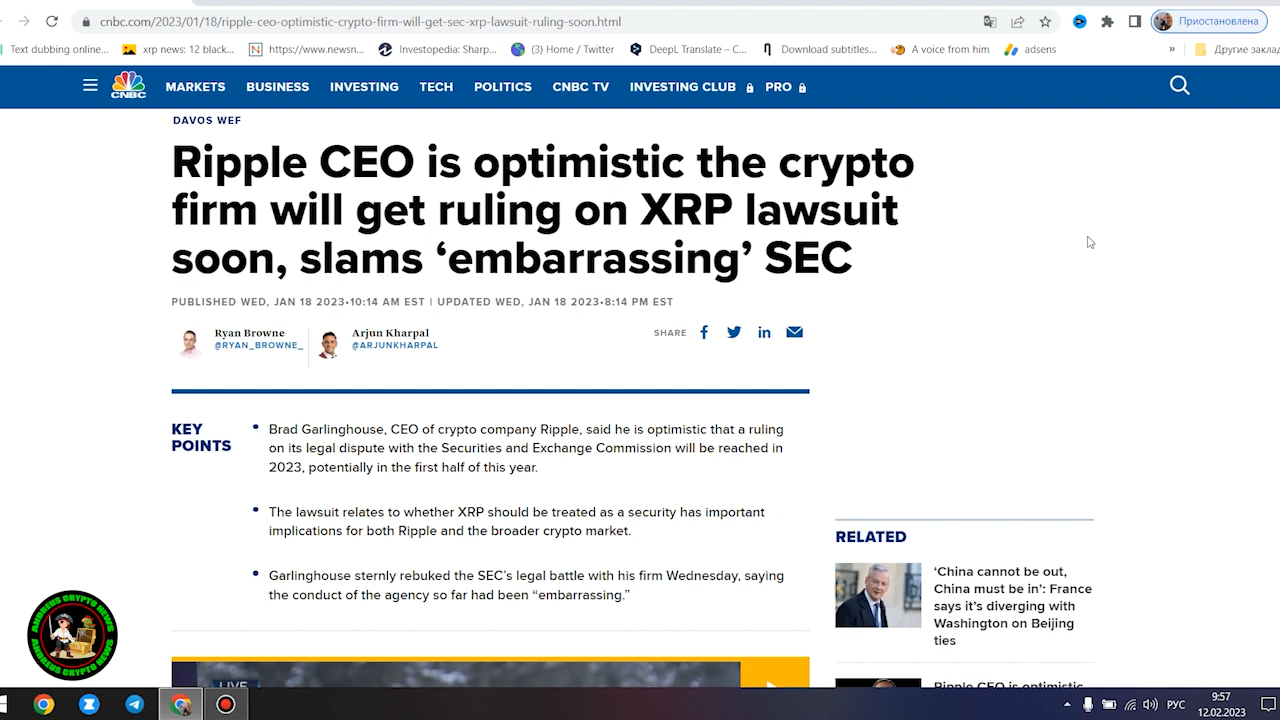 cnbc.com/2023/01/18/ripple-ceo-optimistic-crypto-firm-will-get-sec-xrp-lawsuit-ruling-soon.html
Приостановлена
Text dubbing online...
xrp news: 12 black...
https://www.newsn...
Investopedia: Sharp...
(3) Home / Twitter
DeepL Translate – C...
Download subtitles...
A voice from him
adsens
»
Другие заклад
CNBC
MARKETS
BUSINESS
INVESTING
TECH
POLITICS
CNBC TV
INVESTING CLUB
PRO
DAVOS WEF
Ripple CEO is optimistic the crypto
firm will get ruling on XRP lawsuit
soon, slams ‘embarrassing’ SEC
PUBLISHED WED, JAN 18 2023•10:14 AM EST | UPDATED WED, JAN 18 2023•8:14 PM EST
Ryan Browne
@RYAN_BROWNE_
Arjun Kharpal
@ARJUNKHARPAL
SHARE
KEY
POINTS
Brad Garlinghouse, CEO of crypto company Ripple, said he is optimistic that a ruling
on its legal dispute with the Securities and Exchange Commission will be reached in
2023, potentially in the first half of this year.
The lawsuit relates to whether XRP should be treated as a security has important
implications for both Ripple and the broader crypto market.
Garlinghouse sternly rebuked the SEC’s legal battle with his firm Wednesday, saying
the conduct of the agency so far had been “embarrassing.”
RELATED
‘China cannot be out,
China must be in’: France
says it’s diverging with
Washington on Beijing
ties
Ripple CEO is optimistic
LIVE
ANDREUS CRYPTO NEWS
ANDREUS CRYPTO NEWS
РУС
9:57
12.02.2023